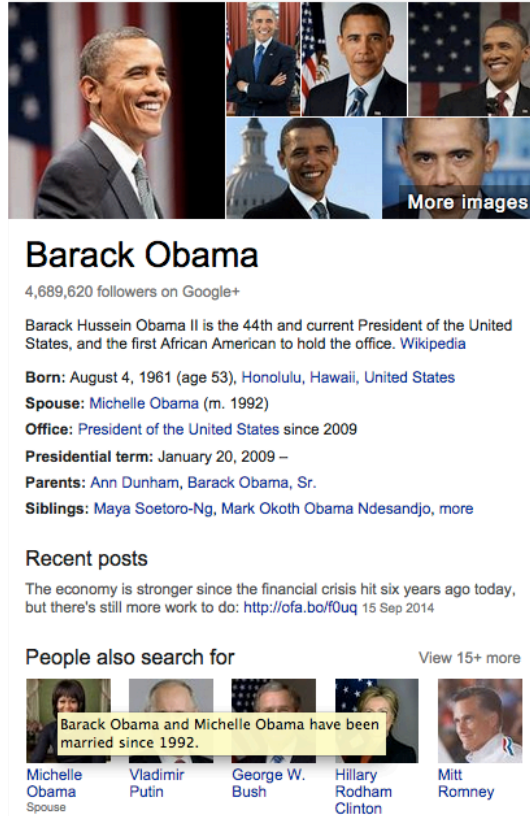 More images
Barack Obama
4,689,620 followers on Google+
Barack Hussein Obama II is the 44th and current President of the United
States, and the first African American to hold the office. Wikipedia
Born: August 4, 1961 (age 53), Honolulu, Hawaii, United States
Spouse: Michelle Obama (m. 1992)
Office: President of the United States since 2009
Presidential term: January 20, 2009 –
Parents: Ann Dunham, Barack Obama, Sr.
Siblings: Maya Soetoro-Ng, Mark Okoth Obama Ndesandjo, more
Recent posts
The economy is stronger since the financial crisis hit six years ago today,
but there's still more work to do: http://ofa.bo/f0uq 15 Sep 2014
People also search for View 15+ more
Barack Obama and Michelle Obama have been
married since 1992.
Michelle Vladimir George W. Hillary Mitt
Obama Putin Bush Rodham Romney
Spouse Clinton